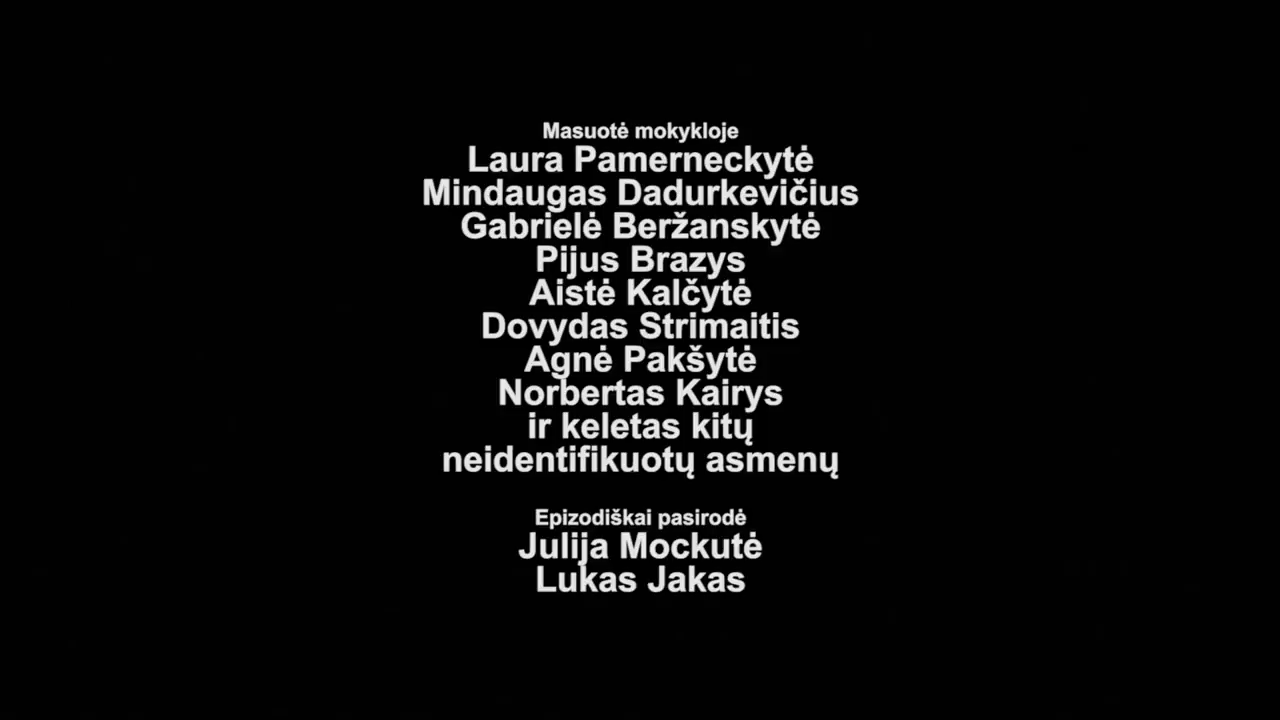 Masuotė mokykloje
Laura Pamerneckytė
Mindaugas Dadurkevičius
Gabrielė Beržanskytė
Pijus Brazys
Aistė Kalčytė
Dovydas Strimaitis
Agnė Pakšytė
Norbertas Kairys
ir keletas kitų
neidentifikuotų asmenų
Epizodiškai pasirodė
Julija Mockutė
Lukas Jakas